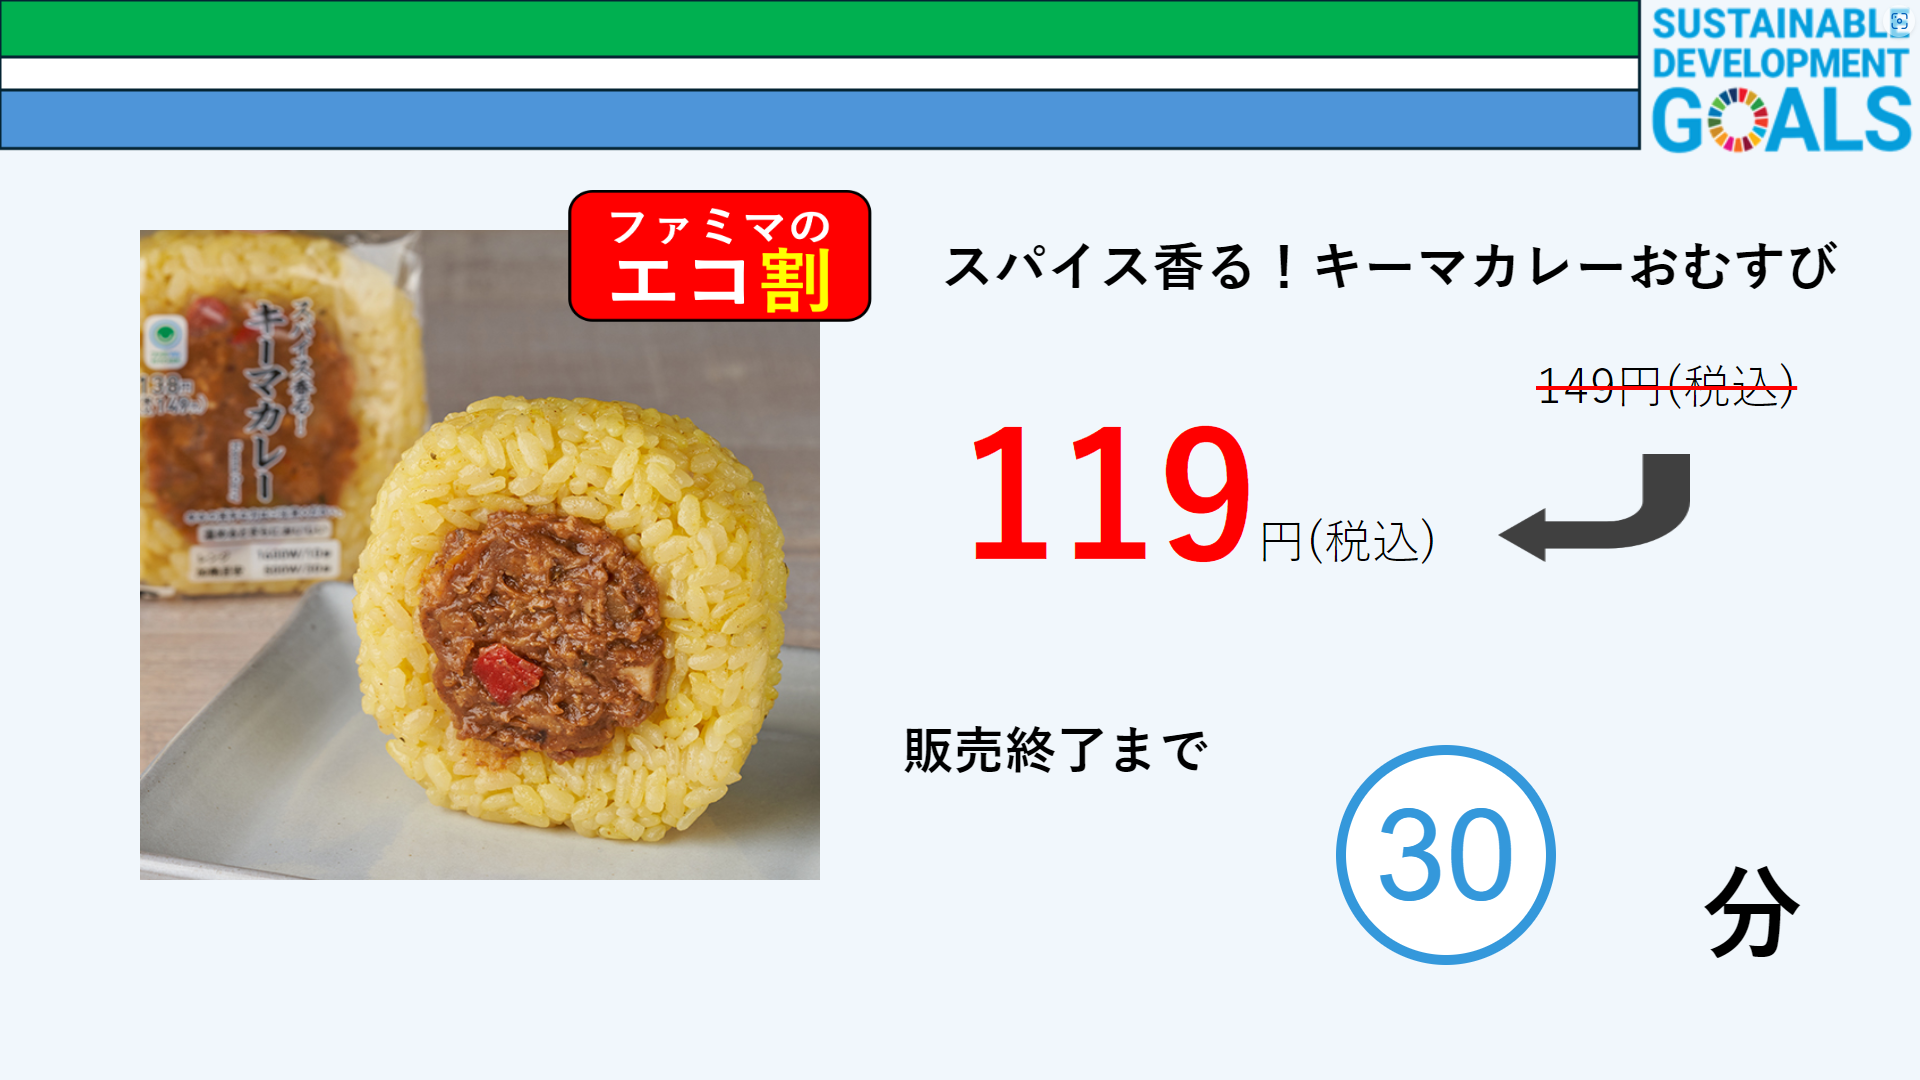 SUSTAINABLE
DEVELOPMENT
GOALS
ファミマの
エコ割
スパイス香る！キーマカレーおむすび
149円(税込)
119円(税込)
販売終了まで
30
分
スパイス香る！
キーマカレー